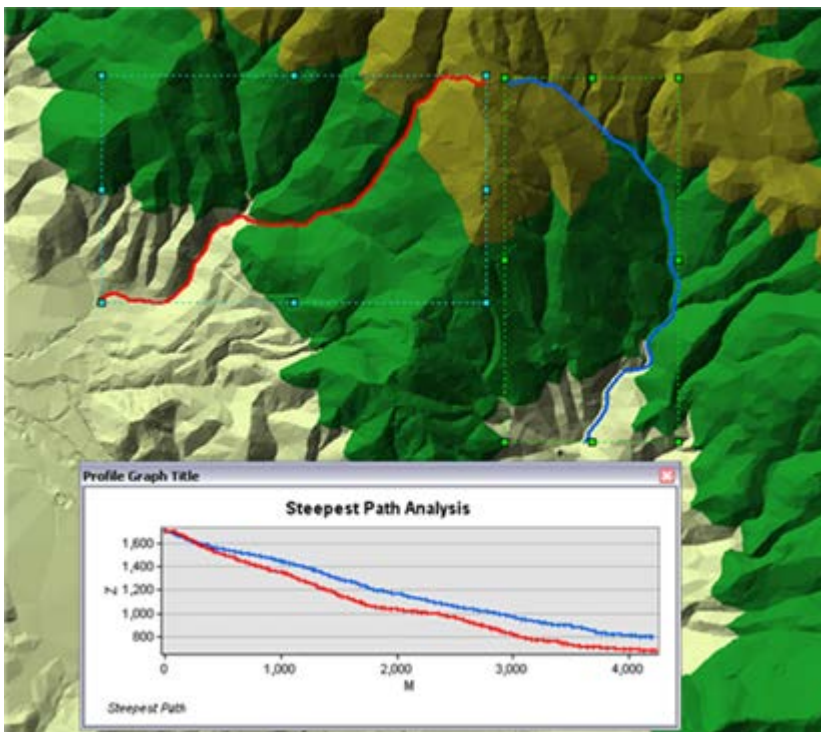 Profile Graph Title
Steepest Path Analysis
1,600
1,400
1,200
1,000
800
Z
0 1,000 2,000 3,000 4,000
M
Steepest Path